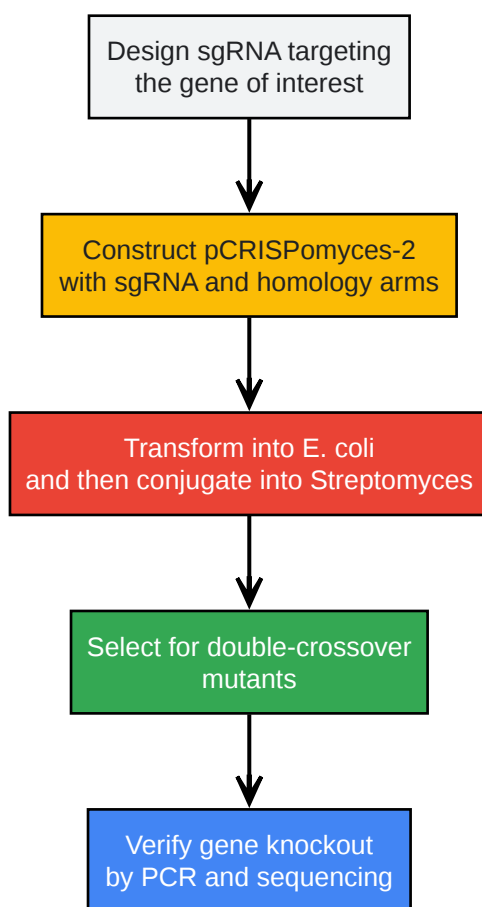 Design sgRNA targeting
the gene of interest
Construct pCRISPomyces-2
with sgRNA and homology arms
Transform into E. coli
and then conjugate into Streptomyces
Select for double-crossover
mutants
Verify gene knockout
by PCR and sequencing